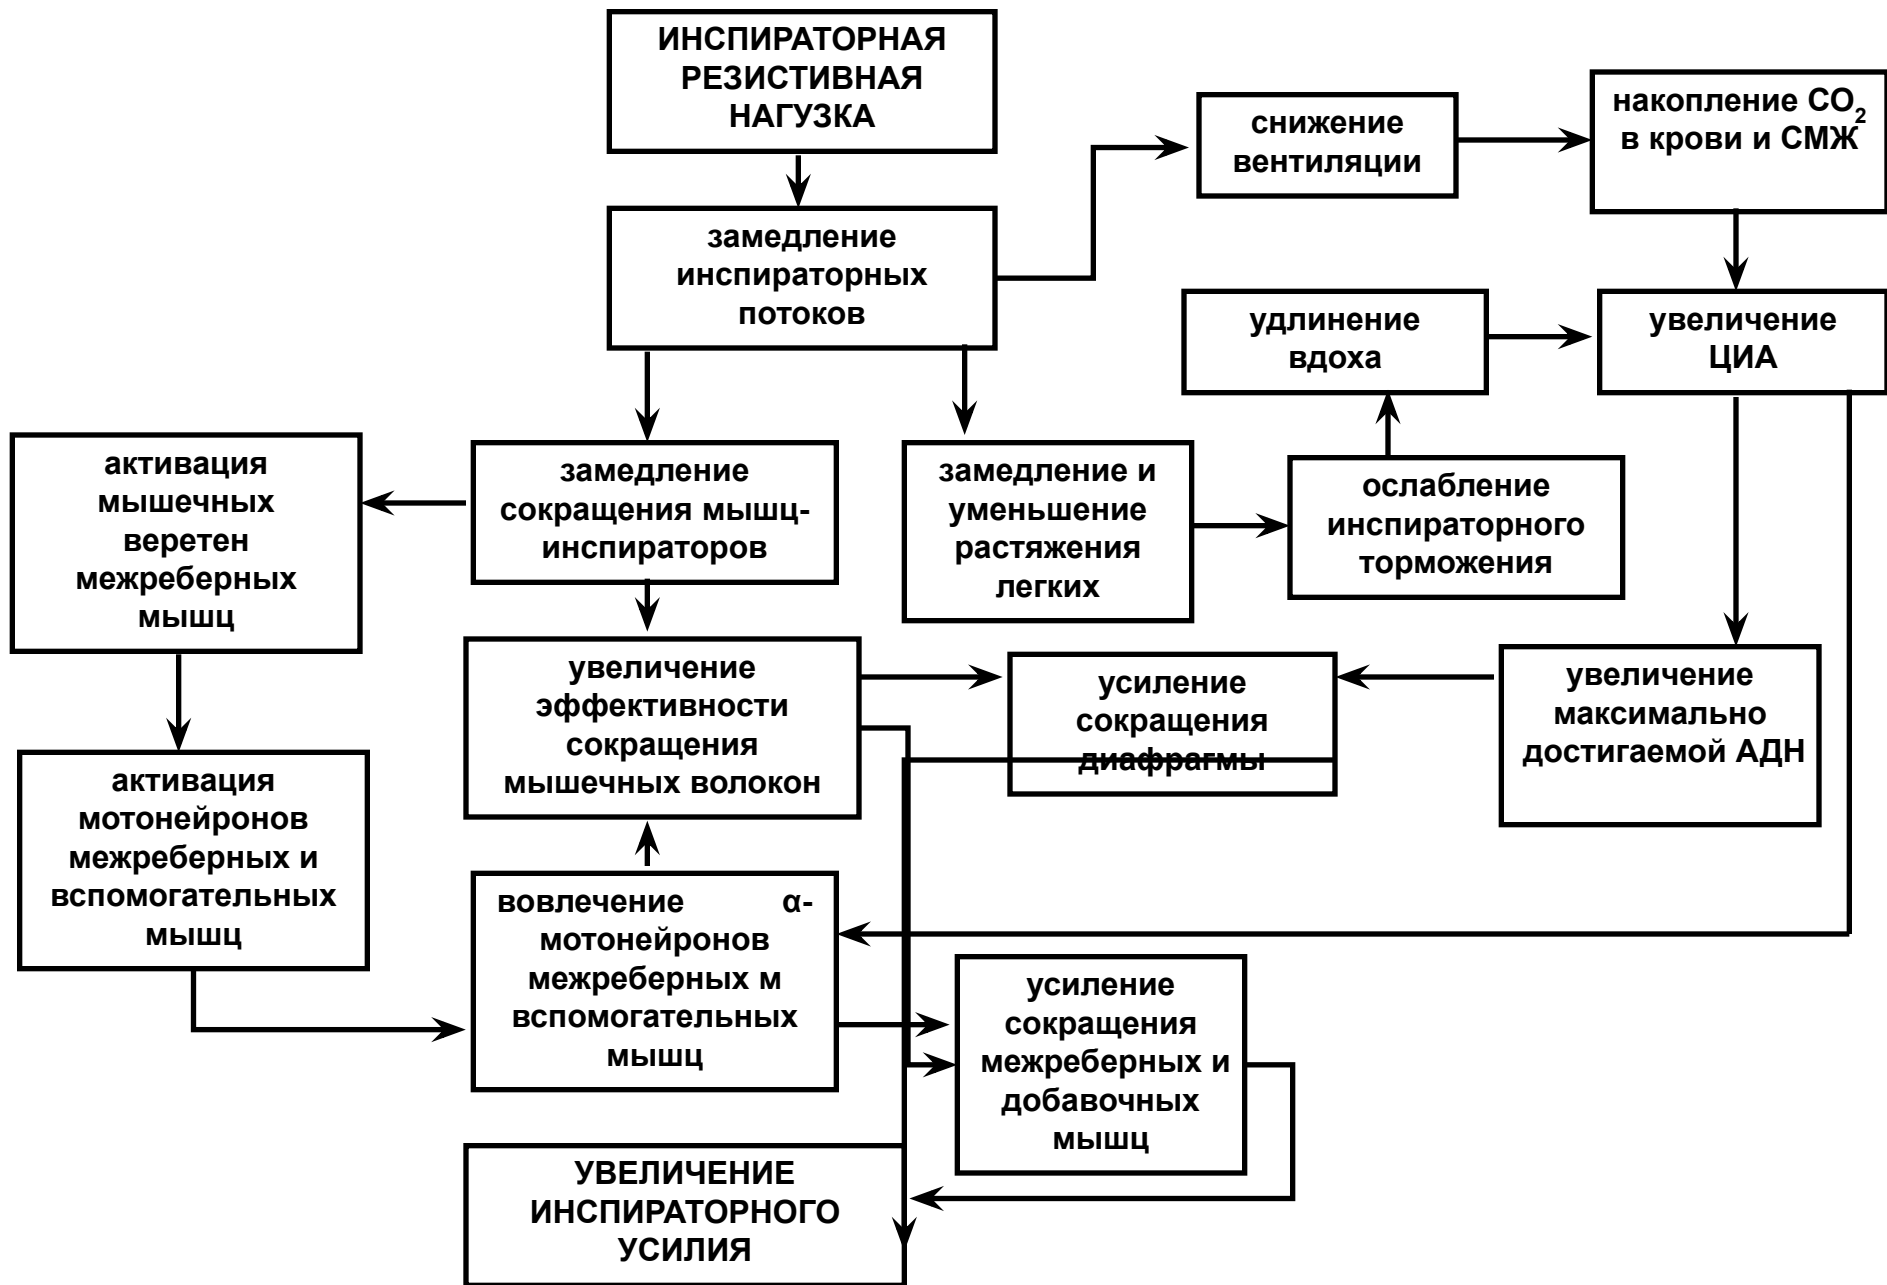 ИНСПИРАТОРНАЯ
РЕЗИСТИВНАЯ
НАГУЗКА
снижение
вентиляции
накопление СО2
в крови и СМЖ
замедление
инспираторных
потоков
удлинение
вдоха
увеличение
ЦИА
активация
мышечных
веретен
межреберных
мышц
замедление
сокращения мышц-
инспираторов
замедление и
уменьшение
растяжения
легких
ослабление
инспираторного
торможения
увеличение
эффективности
сокращения
мышечных волокон
усиление
сокращения
диафрагмы
увеличение
максимально
достигаемой АДН
активация
мотонейронов
межреберных и
вспомогательных
мышц
вовлечение α-
мотонейронов
межреберных м
вспомогательных
мышц
усиление
сокращения
межреберных и
добавочных
мышц
УВЕЛИЧЕНИЕ
ИНСПИРАТОРНОГО
УСИЛИЯ